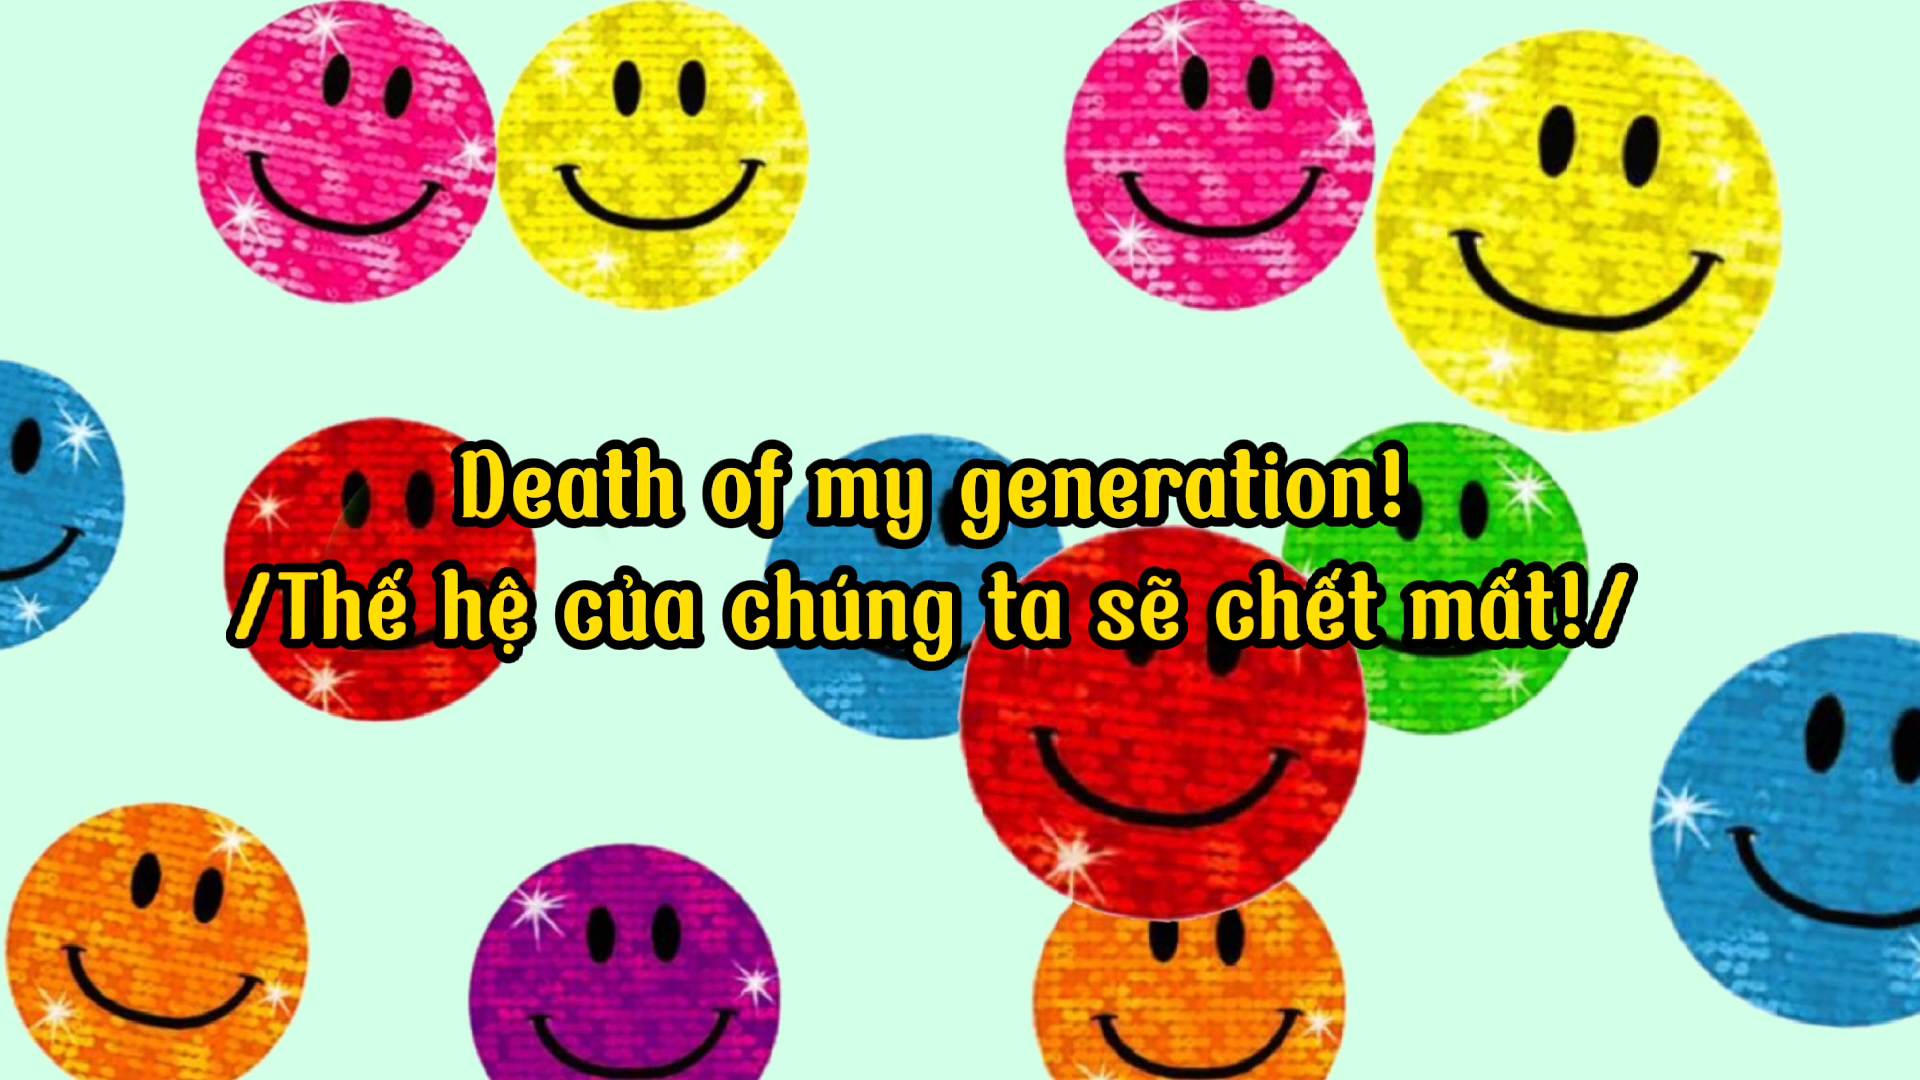 Death of my generation!
/Thế hệ của chúng ta sẽ chết mất!/